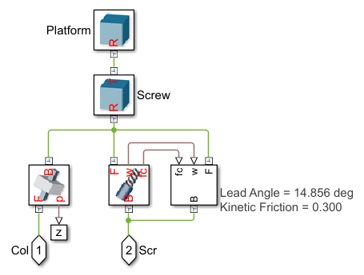 Platform
R
R
Screw
R
B
F
w
fc
fc
w
F
F
p
B
B
Lead Angle = 14.856 deg
Kinetic Friction = 0.300
z
Col
1
2
Scr